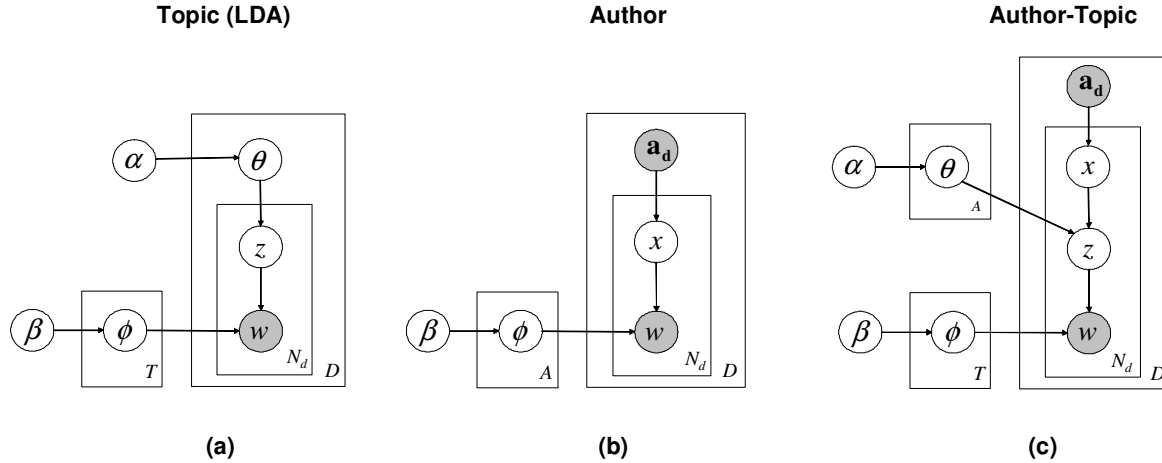 Topic (LDA)
Author
Author-Topic
α
θ
z
β
ϕ
w
T
N_d
D
(a)
a_d
x
β
ϕ
w
A
N_d
D
(b)
a_d
x
α
θ
A
z
β
ϕ
w
T
N_d
D
(c)